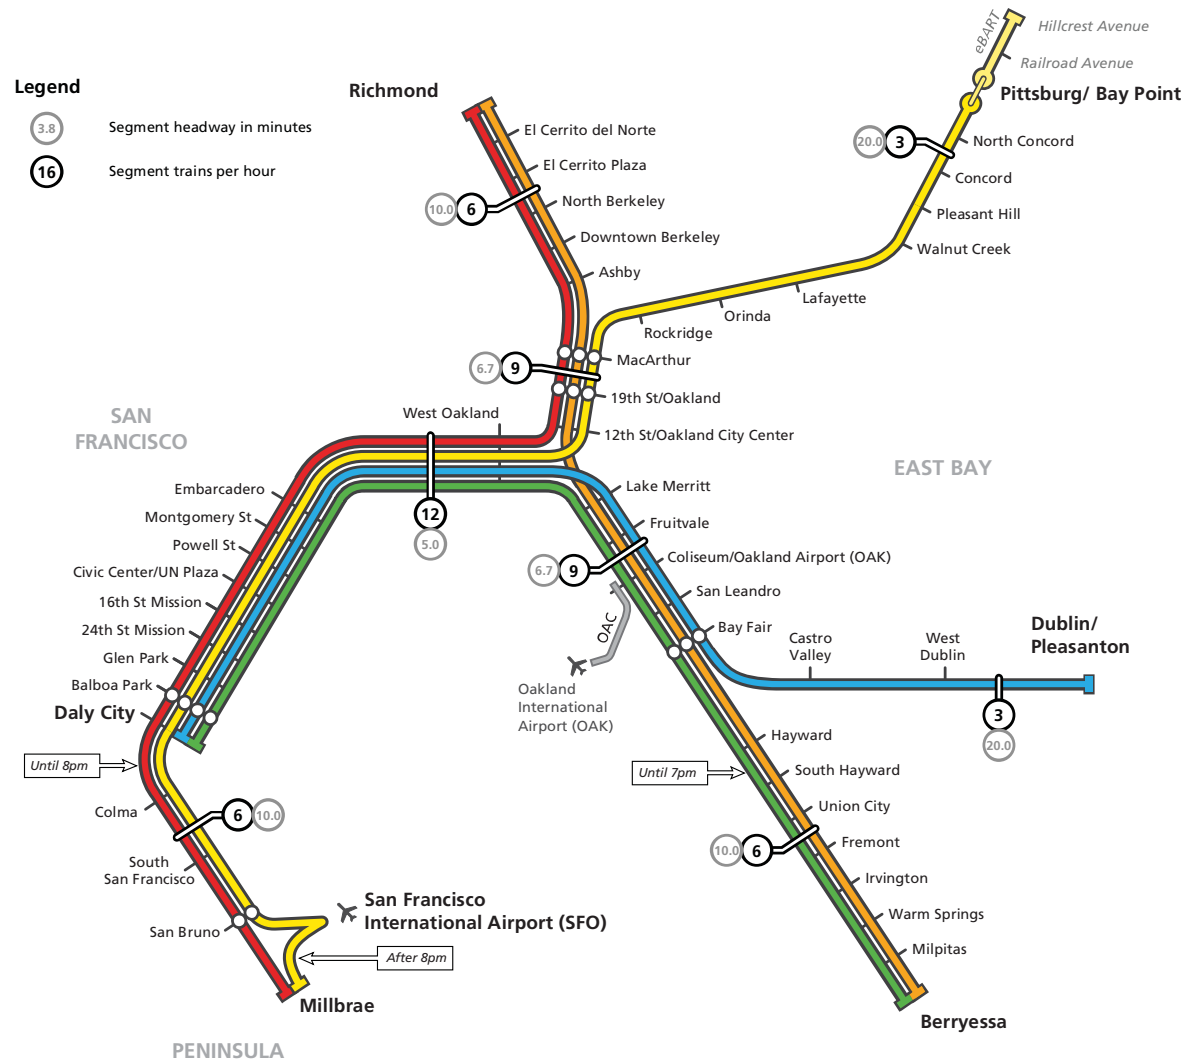 Legend
3.8
Segment headway in minutes
16
Segment trains per hour
Richmond
El Cerrito del Norte
El Cerrito Plaza
10.0
6
North Berkeley
Downtown Berkeley
Ashby
eBART
Hillcrest Avenue
Railroad Avenue
Pittsburg/ Bay Point
20.0
3
North Concord
Concord
Pleasant Hill
Walnut Creek
Lafayette
Orinda
Rockridge
6.7
9
MacArthur
19th St/Oakland
12th St/Oakland City Center
SAN
FRANCISCO
West Oakland
EAST BAY
12
5.0
Embarcadero
Montgomery St
Powell St
Civic Center/UN Plaza
16th St Mission
24th St Mission
Glen Park
Balboa Park
Daly City
Until 8pm
Colma
6
10.0
South
San Francisco
San Bruno
San Francisco
International Airport (SFO)
After 8pm
Millbrae
PENINSULA
Lake Merritt
Fruitvale
6.7
9
Coliseum/Oakland Airport (OAK)
San Leandro
Bay Fair
OAC
Oakland
International
Airport (OAK)
Castro
Valley
West
Dublin
Dublin/
Pleasanton
3
20.0
Hayward
Until 7pm
South Hayward
Union City
10.0
6
Fremont
Irvington
Warm Springs
Milpitas
Berryessa